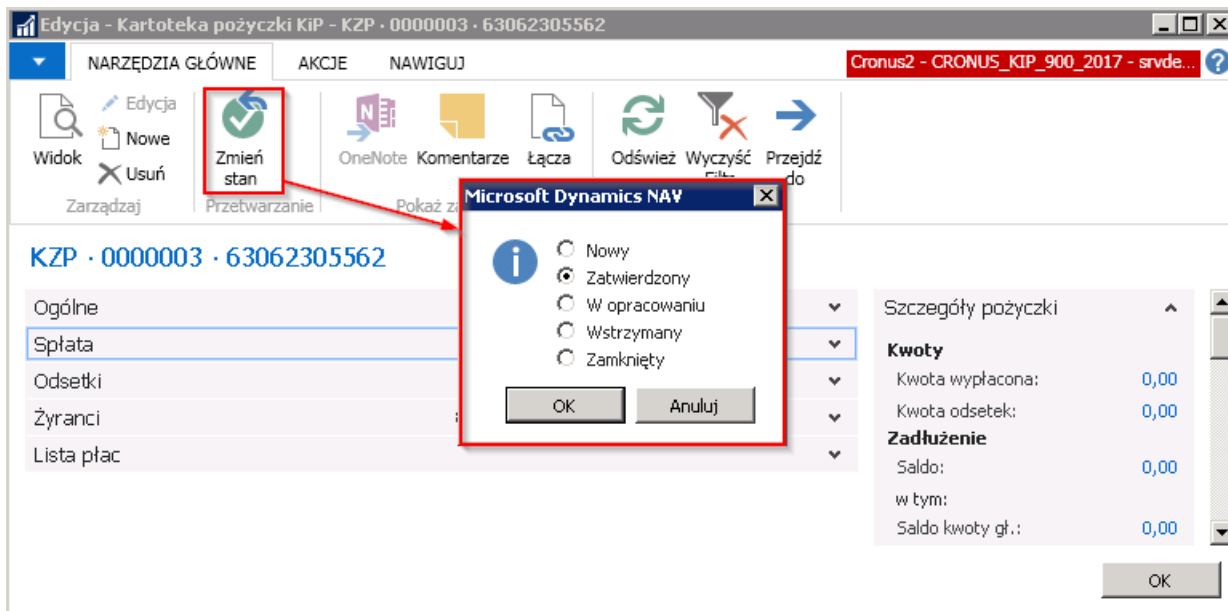 Edycja - Kartoteka pożyczki KiP - KZP · 0000003 · 63062305562
NARZĘDZIA GŁÓWNE AKCJE NAWIGUJ Cronus2 - CRONUS_KIP_900_2017 - srvde... ?
Widok
Edycja
Nowe
Usuń
Zarządzaj
Zmień
stan
Przetwarzanie
OneNote Komentarze Łącza
Pokaż
Odśwież Wyczyść Przejdź
do
Microsoft Dynamics NAV
Nowy
Zatwierdzony
W opracowaniu
Wstrzymany
Zamknięty
OK Anuluj
KZP · 0000003 · 63062305562
Ogólne
Spłata
Odsetki
Żyranci
Lista płac
Szczegóły pożyczki
Kwoty
Kwota wypłacona: 0,00
Kwota odsetek: 0,00
Zadłużenie
Saldo: 0,00
w tym:
Saldo kwoty gł.: 0,00
OK